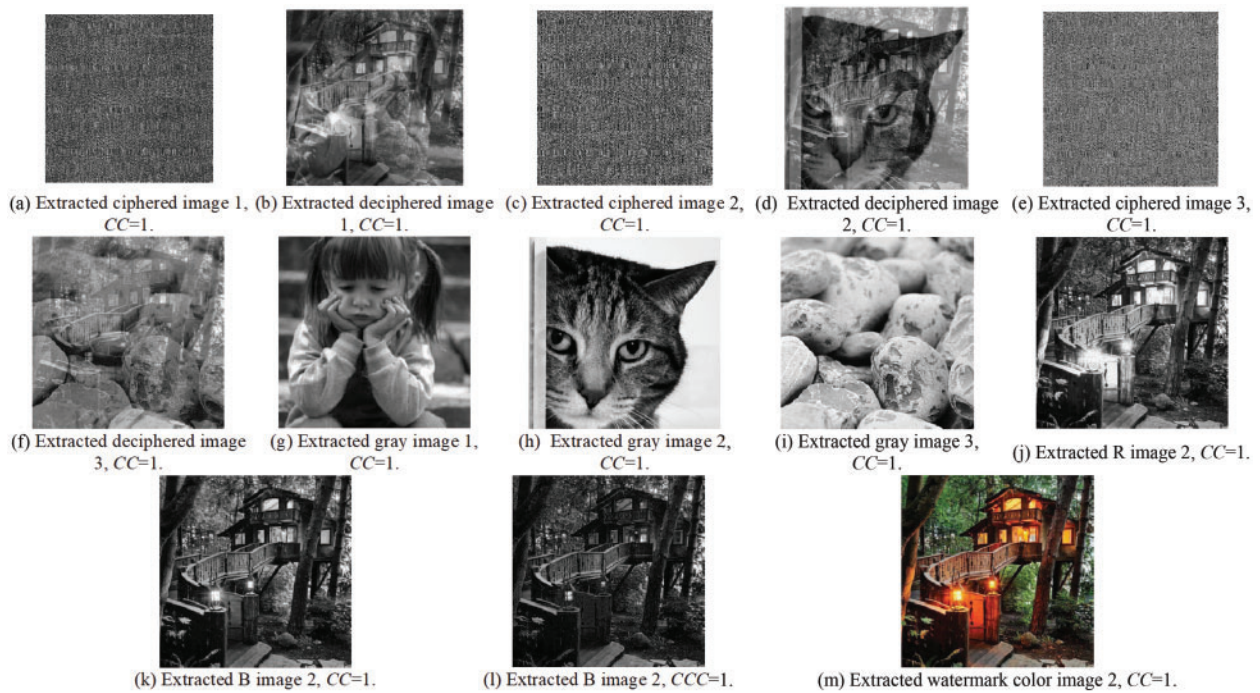 (a) Extracted ciphered image 1, CC=1.
(b) Extracted deciphered image 1, CC=1.
(c) Extracted ciphered image 2, CC=1.
(d) Extracted deciphered image 2, CC=1.
(e) Extracted ciphered image 3, CC=1.
(f) Extracted deciphered image 3, CC=1.
(g) Extracted gray image 1, CC=1.
(h) Extracted gray image 2, CC=1.
(i) Extracted gray image 3, CC=1.
(j) Extracted R image 2, CC=1.
(k) Extracted B image 2, CC=1.
(l) Extracted B image 2, CCC=1.
(m) Extracted watermark color image 2, CC=1.